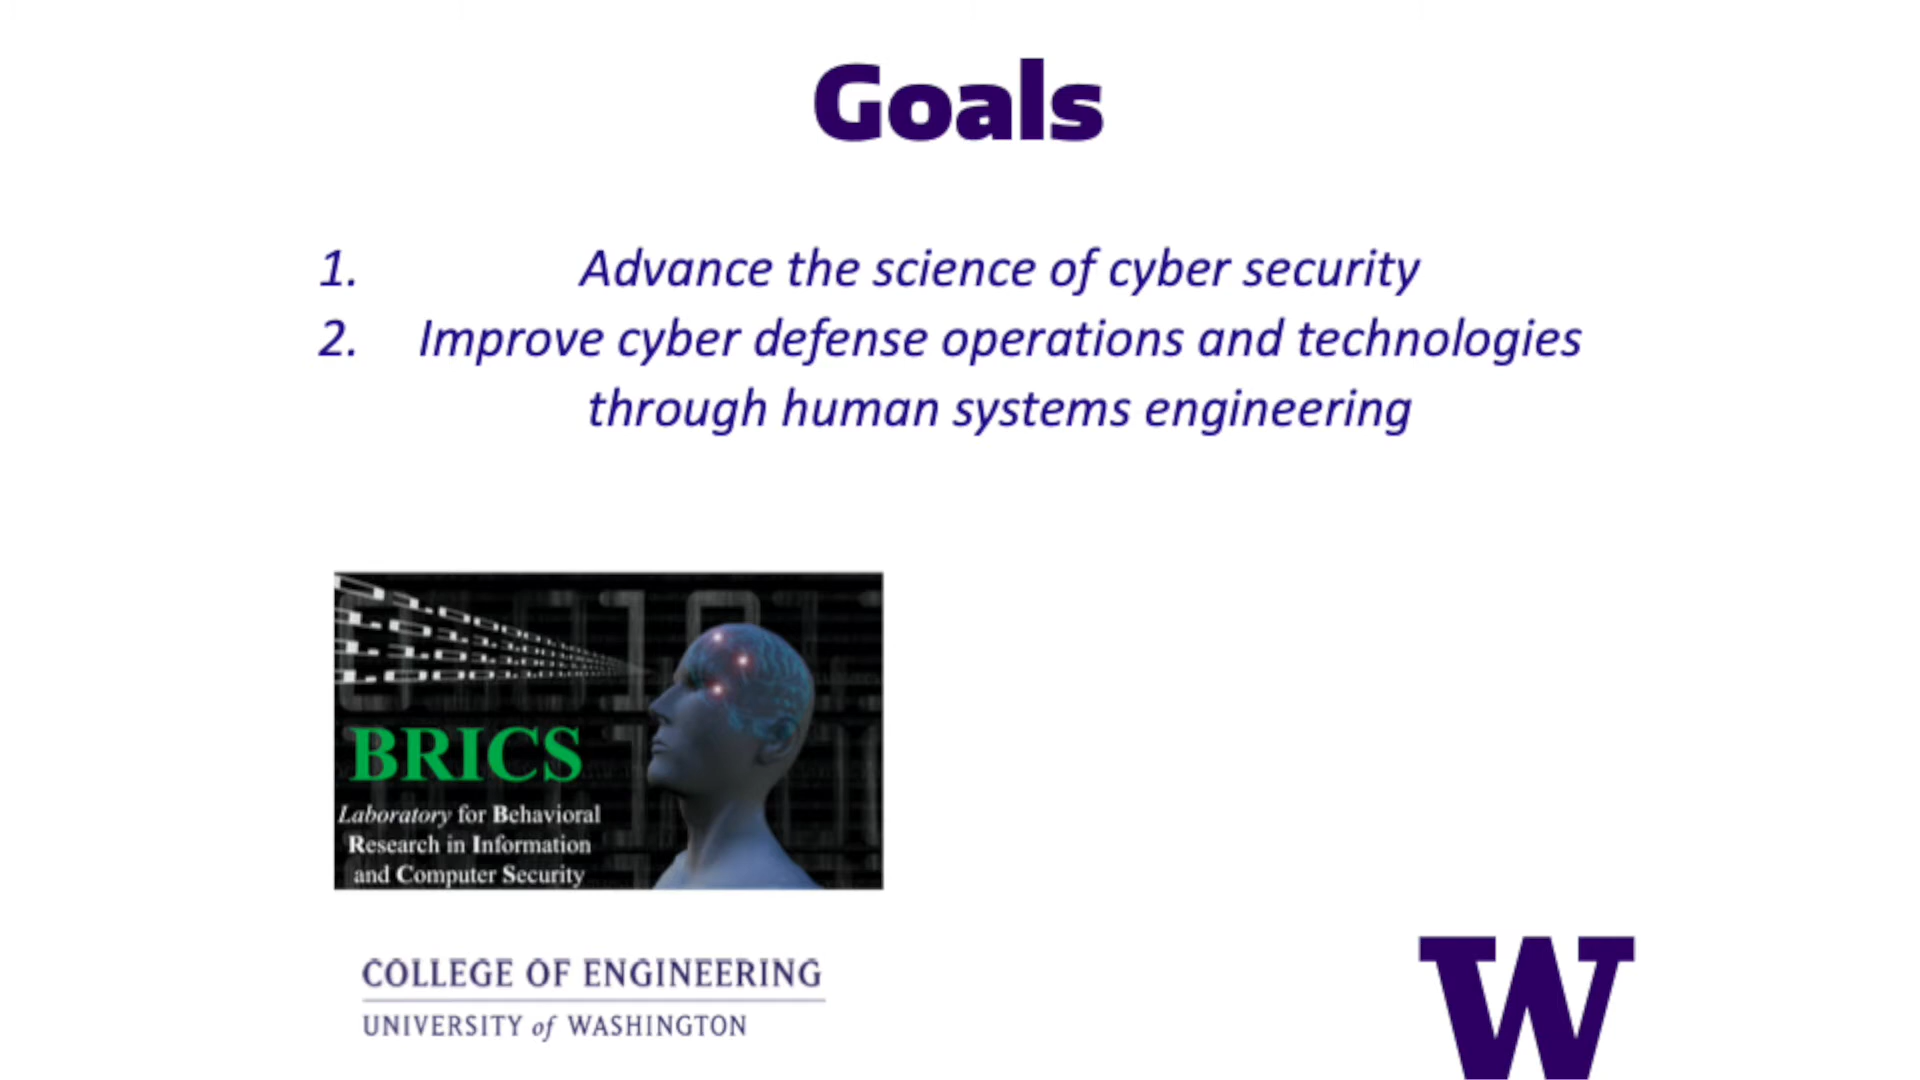 Goals
1. Advance the science of cyber security
2. Improve cyber defense operations and technologies
through human systems engineering
BRICS
Laboratory for Behavioral
Research in Information
and Computer Security
COLLEGE OF ENGINEERING
UNIVERSITY of WASHINGTON
W